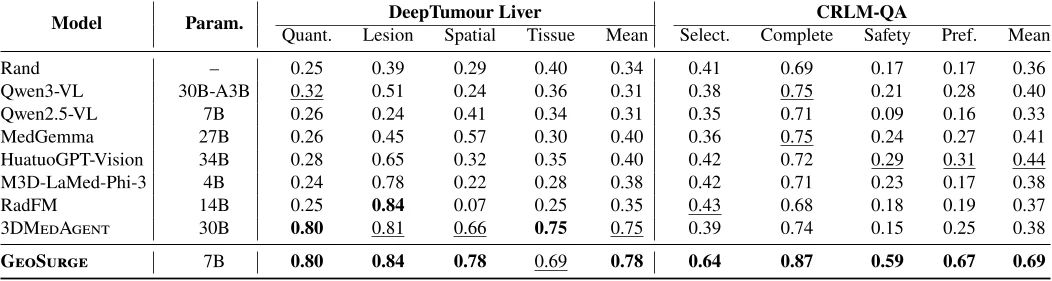 Model Param. DeepTumour Liver CRLM-QA
Quant. Lesion Spatial Tissue Mean Select. Complete Safety Pref. Mean
Rand – 0.25 0.39 0.29 0.40 0.34 0.41 0.69 0.17 0.17 0.36
Qwen3-VL 30B-A3B 0.32 0.51 0.24 0.36 0.31 0.38 0.75 0.21 0.28 0.40
Qwen2.5-VL 7B 0.26 0.24 0.41 0.34 0.31 0.35 0.71 0.09 0.16 0.33
MedGemma 27B 0.26 0.45 0.57 0.30 0.40 0.36 0.75 0.24 0.27 0.41
HuatuoGPT-Vision 34B 0.28 0.65 0.32 0.35 0.40 0.42 0.72 0.29 0.31 0.44
M3D-LaMed-Phi-3 4B 0.24 0.78 0.22 0.28 0.38 0.42 0.71 0.23 0.17 0.38
RadFM 14B 0.25 0.84 0.07 0.25 0.35 0.43 0.68 0.18 0.19 0.37
3DMedAgent 30B 0.80 0.81 0.66 0.75 0.75 0.39 0.74 0.15 0.25 0.38
GeoSurge 7B 0.80 0.84 0.78 0.69 0.78 0.64 0.87 0.59 0.67 0.69